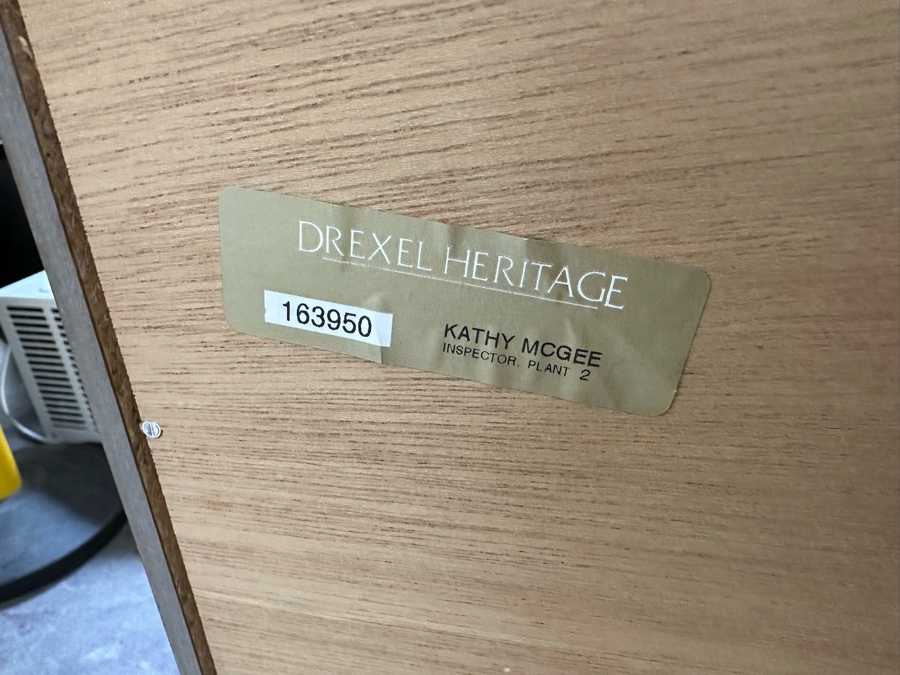 DREXEL HERITAGE
163950
KATHY MCGEE
INSPECTOR. PLANT 2